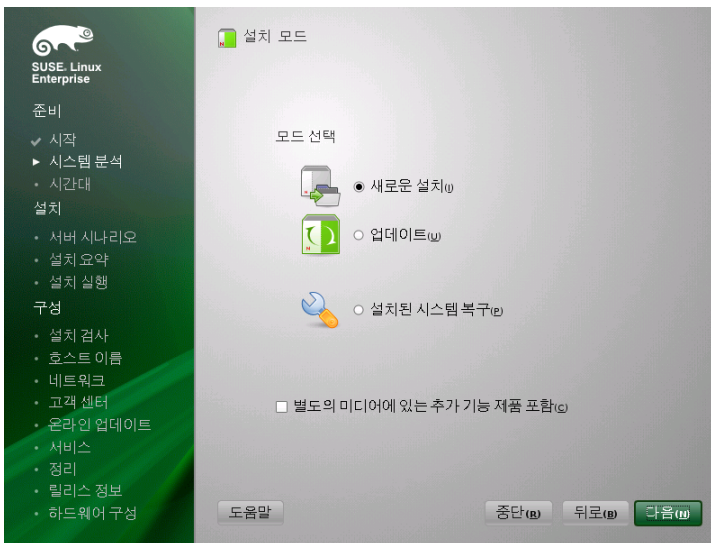 SUSE. Linux
Enterprise
준비
시작
시스템 분석
시간대
설치
서버 시나리오
설치 요약
설치 실행
구성
설치 검사
호스트 이름
네트워크
고객 센터
온라인 업데이트
서비스
정리
릴리스 정보
하드웨어 구성
설치 모드
모드 선택
새로운 설치(I)
업데이트(U)
설치된 시스템 복구(P)
별도의 미디어에 있는 추가 기능 제품 포함(C)
도움말
중단(R)
뒤로(B)
다음(N)